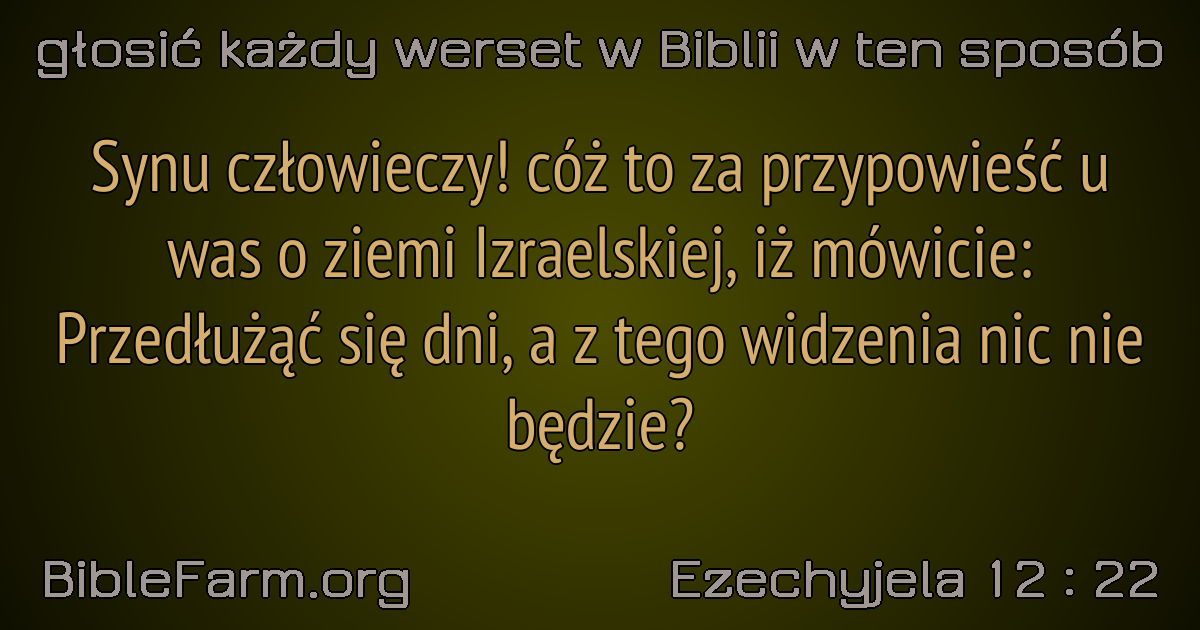 głosić każdy werset w Biblii w ten sposób
Synu człowieczy! cóż to za przypowieść u
was o ziemi Izraelskiej, iż mówicie:
Przedłużąć się dni, a z tego widzenia nic nie
będzie?
BibleFarm.org
Ezechyjela 12 : 22